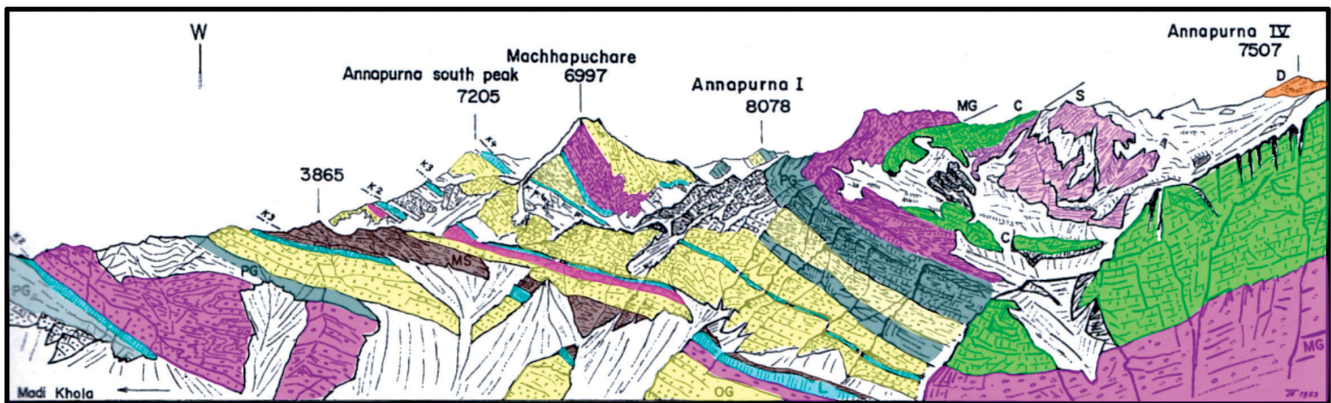 W
Annapurna south peak
7205
Machhapuchare
6997
Annapurna I
8078
MG
C
S
Annapurna IV
7507
D
3865
K4
K3
K2
K3
PG
PG
PG
MS
C
L
OG
MG
Madi Khola